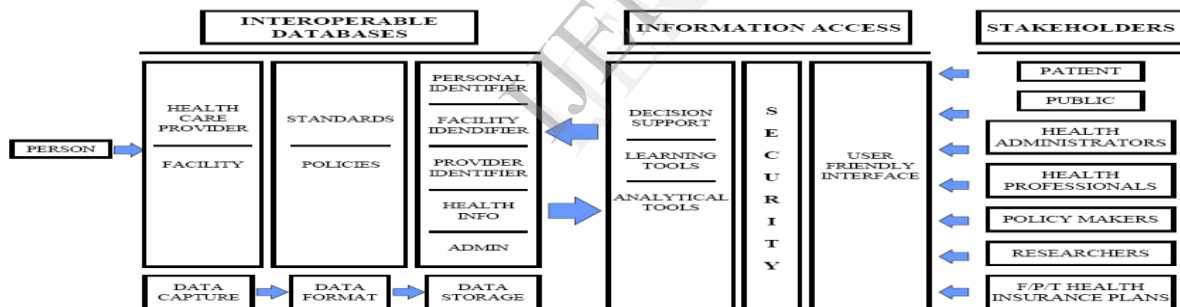 INTEROPERABLE
DATABASES
INFORMATION ACCESS
STAKEHOLDERS
PERSON
HEALTH
CARE
PROVIDER
FACILITY
STANDARDS
POLICIES
PERSONAL
IDENTIFIER
FACILITY
IDENDIFIER
PROVIDER
IDENTIFIER
HEALTH
INFO
ADMIN
DECISION
SUPPORT
LEARNING
TOOLS
ANALYTICAL
TOOLS
S
E
C
U
R
I
T
Y
USER
FRIENDLY
INTERFACE
PATIENT
PUBLIC
HEALTH
ADMINISTRATORS
HEALTH
PROFESSIONALS
POLICY MAKERS
RESEARCHERS
F/P/T HEALTH
INSURANCE PLANS
DATA
CAPTURE
DATA
FORMAT
DATA
STORAGE